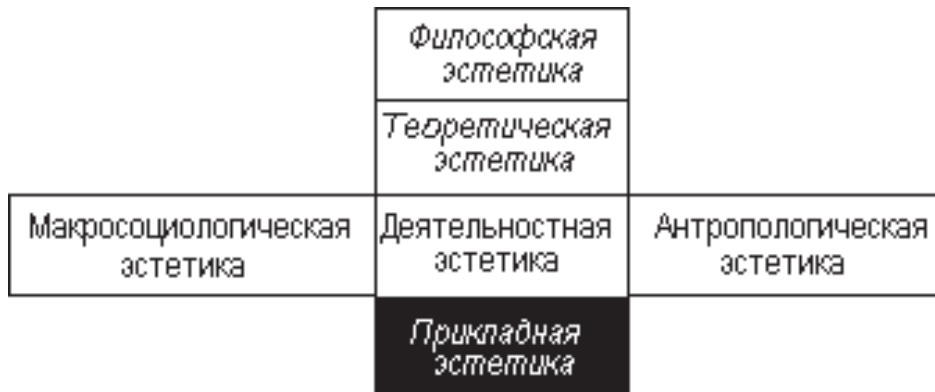 Философская
эстетика
Теоретическая
эстетика
Макросоциологическая
эстетика
Деятельностная
эстетика
Антропологическая
эстетика
Прикладная
эстетика